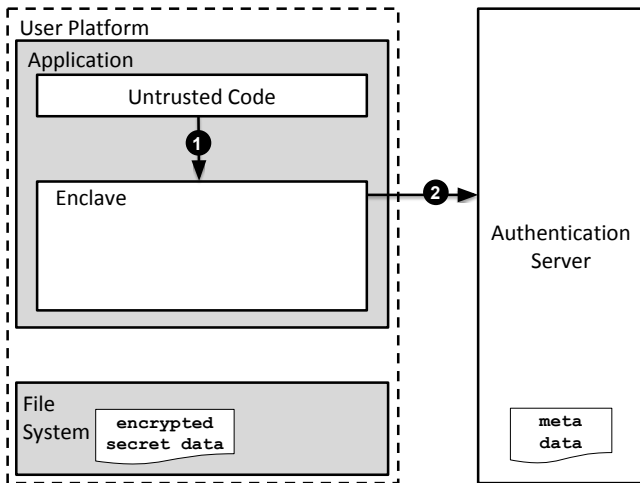 User Platform
Application
Untrusted Code
1
Enclave
2
Authentication
Server
File
System
encrypted
secret data
meta
data